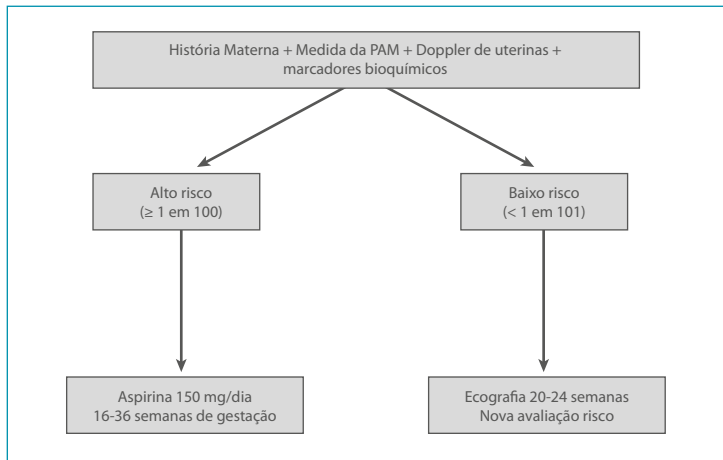 História Materna + Medida da PAM + Doppler de uterinas +
marcadores bioquímicos
Alto risco
(≥ 1 em 100)
Baixo risco
(< 1 em 101)
Aspirina 150 mg/dia
16-36 semanas de gestação
Ecografia 20-24 semanas
Nova avaliação risco